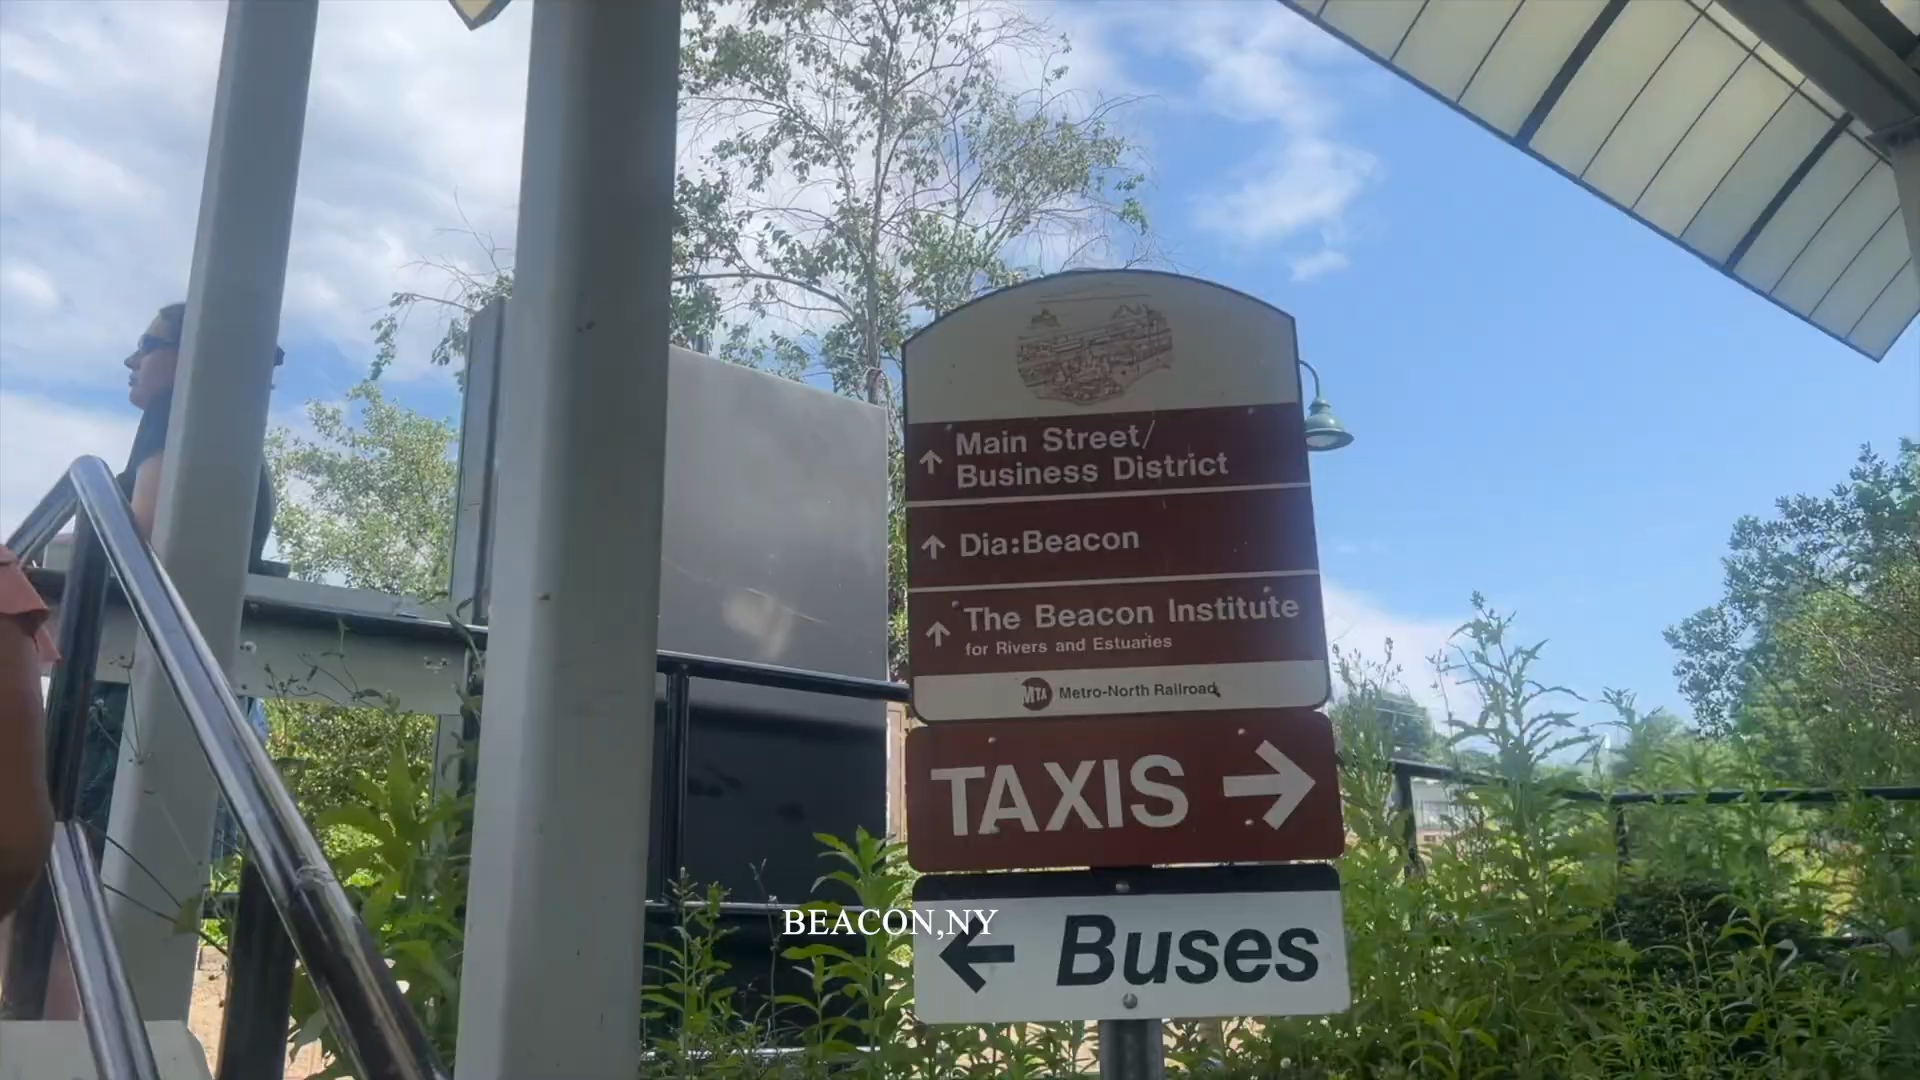 ↑ Main Street/
Business District
↑ Dia:Beacon
↑ The Beacon Institute
for Rivers and Estuaries
MTA Metro-North Railroad
TAXIS →
← Buses
BEACON,NY